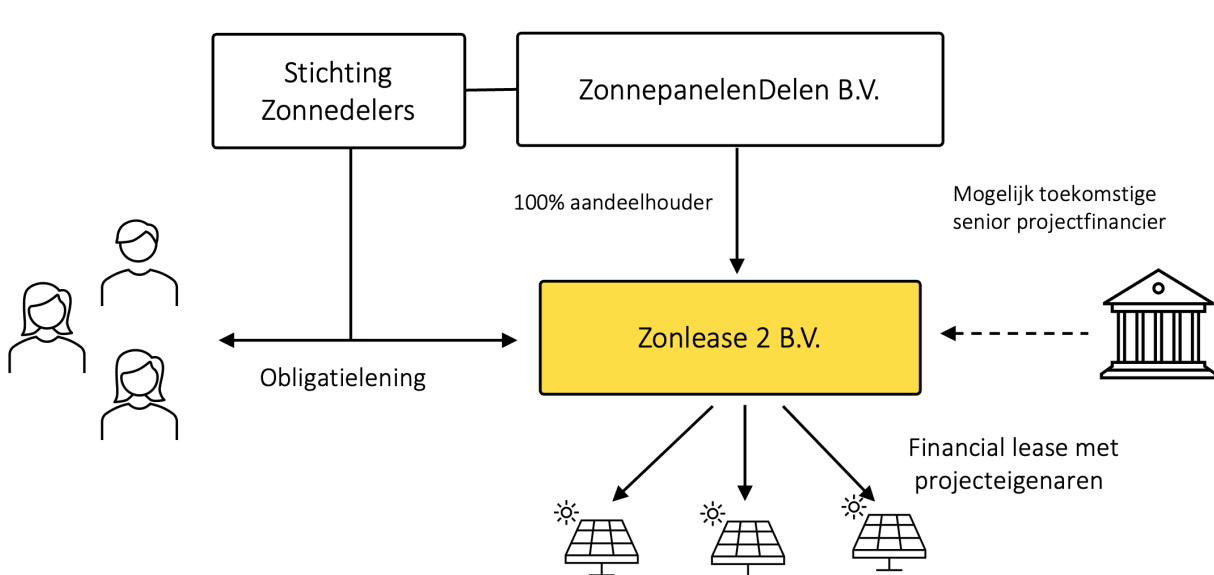 Stichting
Zonnedelers
ZonnepanelenDelen B.V.
100% aandeelhouder
Mogelijk toekomstige
senior projectfinancier
Zonlease 2 B.V.
Obligatielening
Financial lease met
projecteigenaren